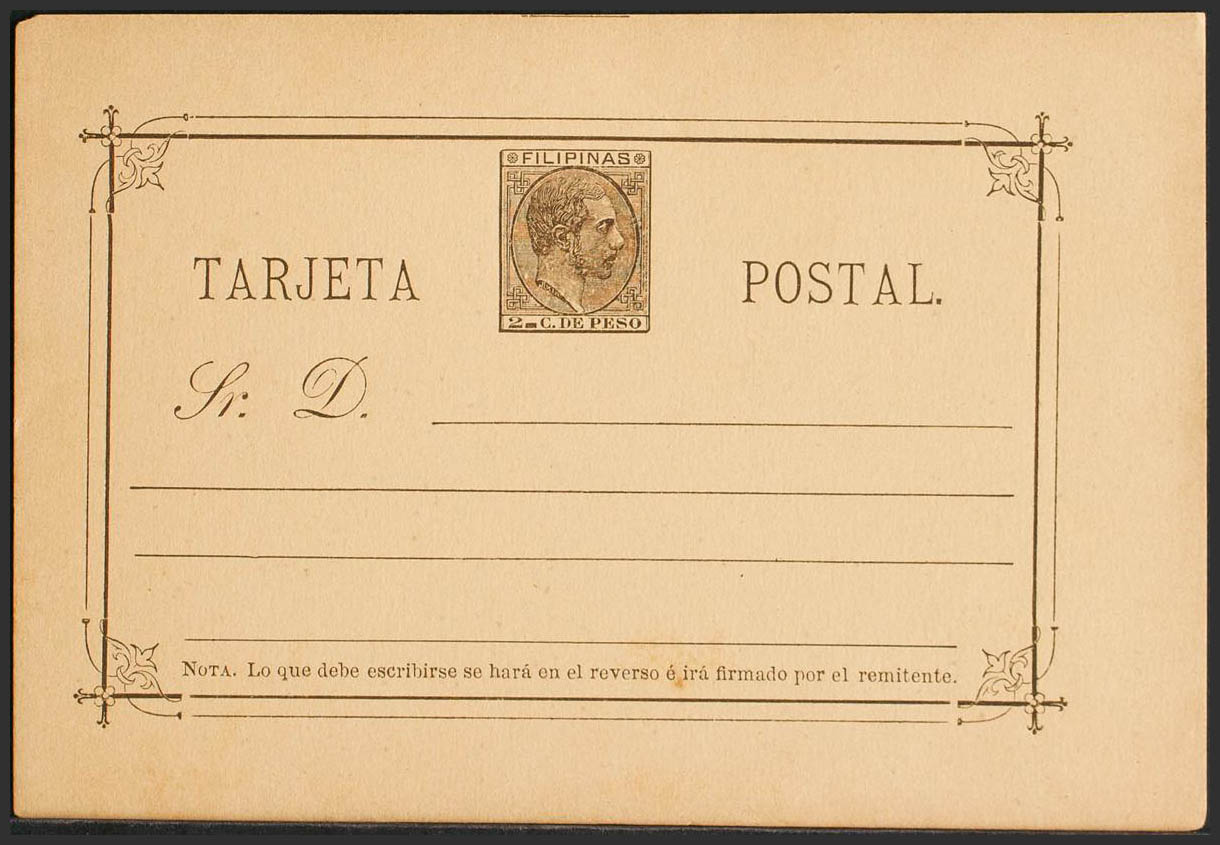 FILIPINAS
TARJETA POSTAL.
2 C. DE PESO
Sr. D.
NOTA. Lo que debe escribirse se hará en el reverso é irá firmado por el remitente.